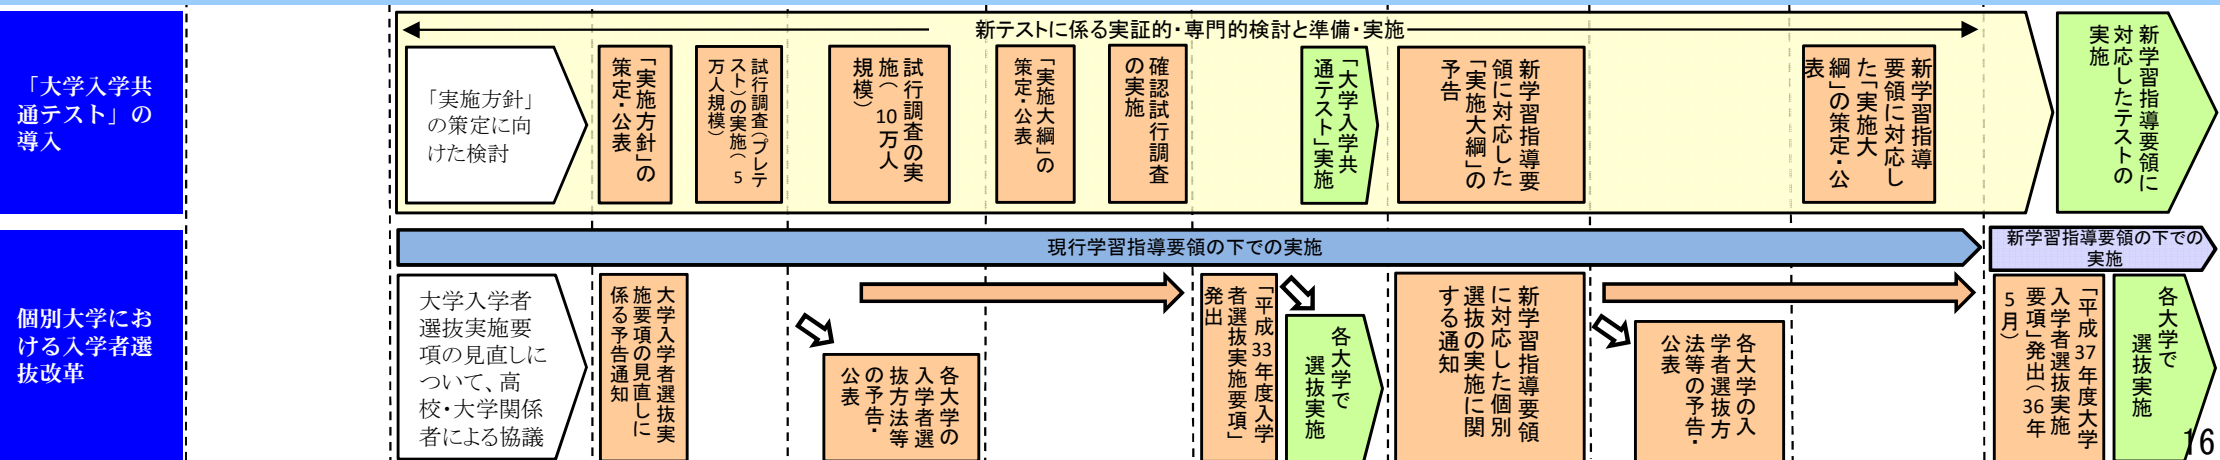 新テストに係る実証的・専門的検討と準備・実施
「大学入学共
通テスト」の
導入
「実施方針」
の策定に向
けた検討
「実施方針」の
策定・公表
試行調査(プレテ
スト)の実施(5
万人規模)
試行調査の実
施(10万人
規模)
「実施大綱」の
策定・公表
確認試行調査
の実施
「大学入学共
通テスト」実施
新学習指導要
領に対応した
「実施大綱」の
予告
新学習指導
要領に対応し
た「実施大
綱」の策定・公
表
新学習指導要領に
対応したテストの
実施
現行学習指導要領の下での実施
新学習指導要領の下での
実施
個別大学にお
ける入学者選
抜改革
大学入学者
選抜実施要
項の見直しに
ついて、高
校・大学関係
者による協議
大学入学者選抜実
施要項の見直しに
係る予告通知
各大学の
入学者選
抜方法等
の予告・
公表
「平成33年度入学
者選抜実施要項」
発出
各大学で
選抜実施
新学習指導要領
に対応した個別
選抜の実施に関
する通知
各大学の入
学者選抜方
法等の予告・
公表
「平成37年度大学
入学者選抜実施
要項」発出(36年
5月)
各大学で
選抜実施
16